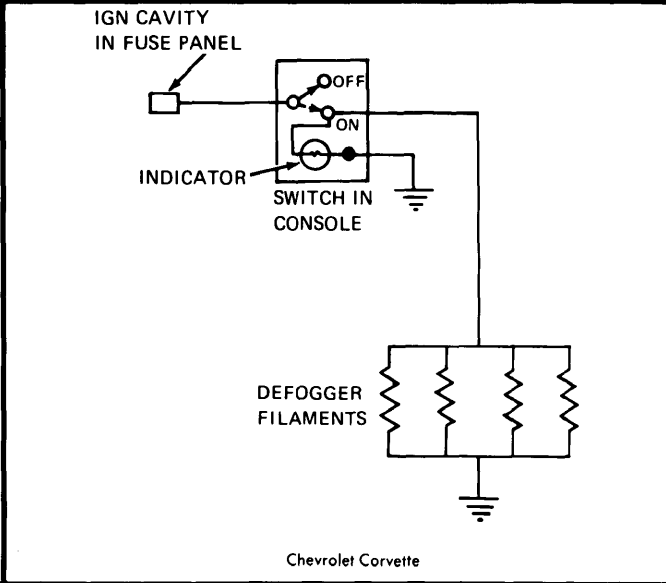 IGN CAVITY
IN FUSE PANEL
OFF
ON
INDICATOR
SWITCH IN
CONSOLE
DEFOGGER
FILAMENTS
Chevrolet Corvette